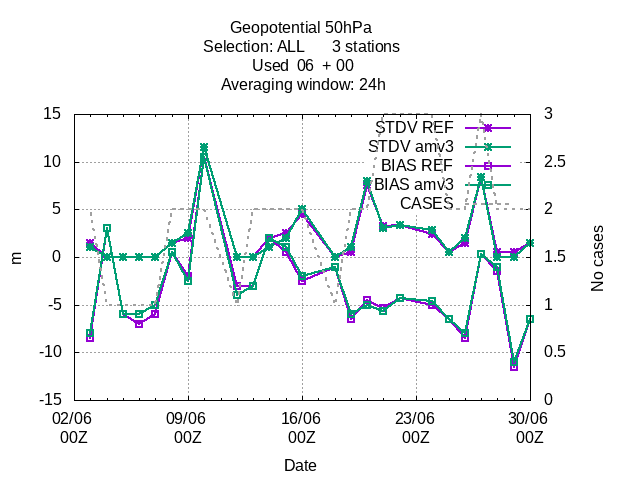 Geopotential 50hPa
Selection: ALL 3 stations
Used 06 + 00
Averaging window: 24h
15
10
5
0
-5
-10
-15
m
3
2.5
2
1.5
1
0.5
0
No cases
STDV REF
STDV amv3
BIAS REF
BIAS amv3
CASES
02/06 09/06 16/06 23/06 30/06
00Z 00Z 00Z 00Z 00Z
Date